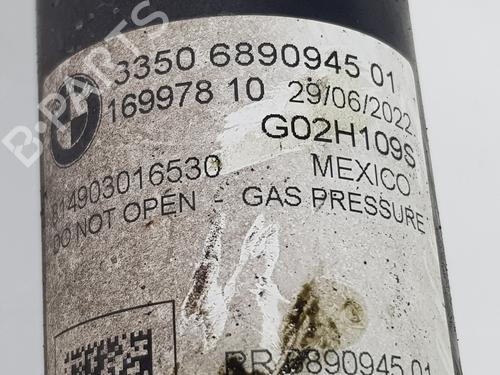 3350 6890945 01
169978 10 29/06/2022
G02H109S
814903016530 MEXICO
DO NOT OPEN - GAS PRESSURE
RR 6890945 01
B-PARTS